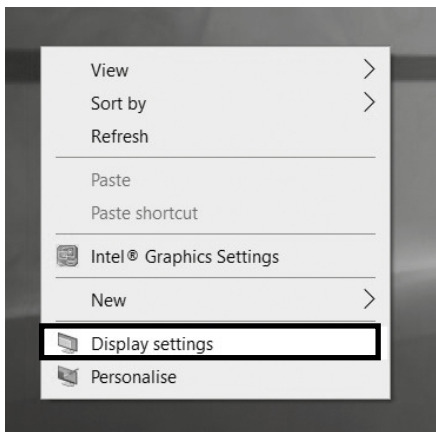 View
Sort by
Refresh
Paste
Paste shortcut
Intel® Graphics Settings
New
Display settings
Personalise